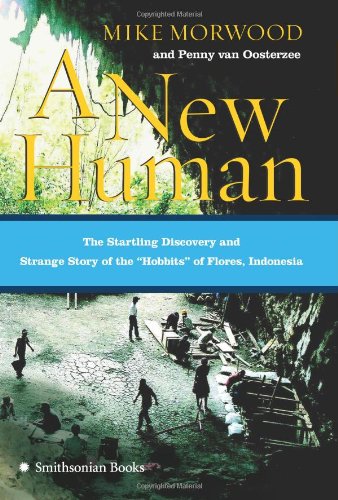 MIKE MORWOOD
and Penny van Oosterzee
A New
Human
The Startling Discovery and
Strange Story of the “Hobbits” of Flores, Indonesia
Smithsonian Books